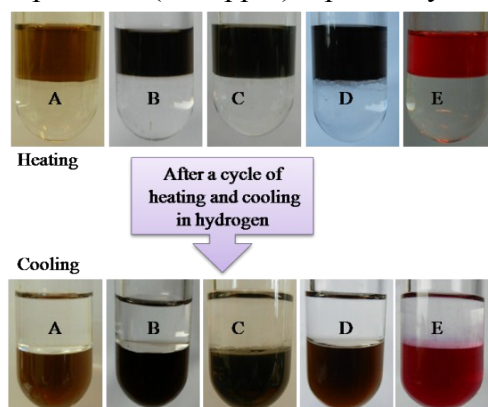 A B C D E
Heating
After a cycle of
heating and cooling
in hydrogen
Cooling
A B C D E